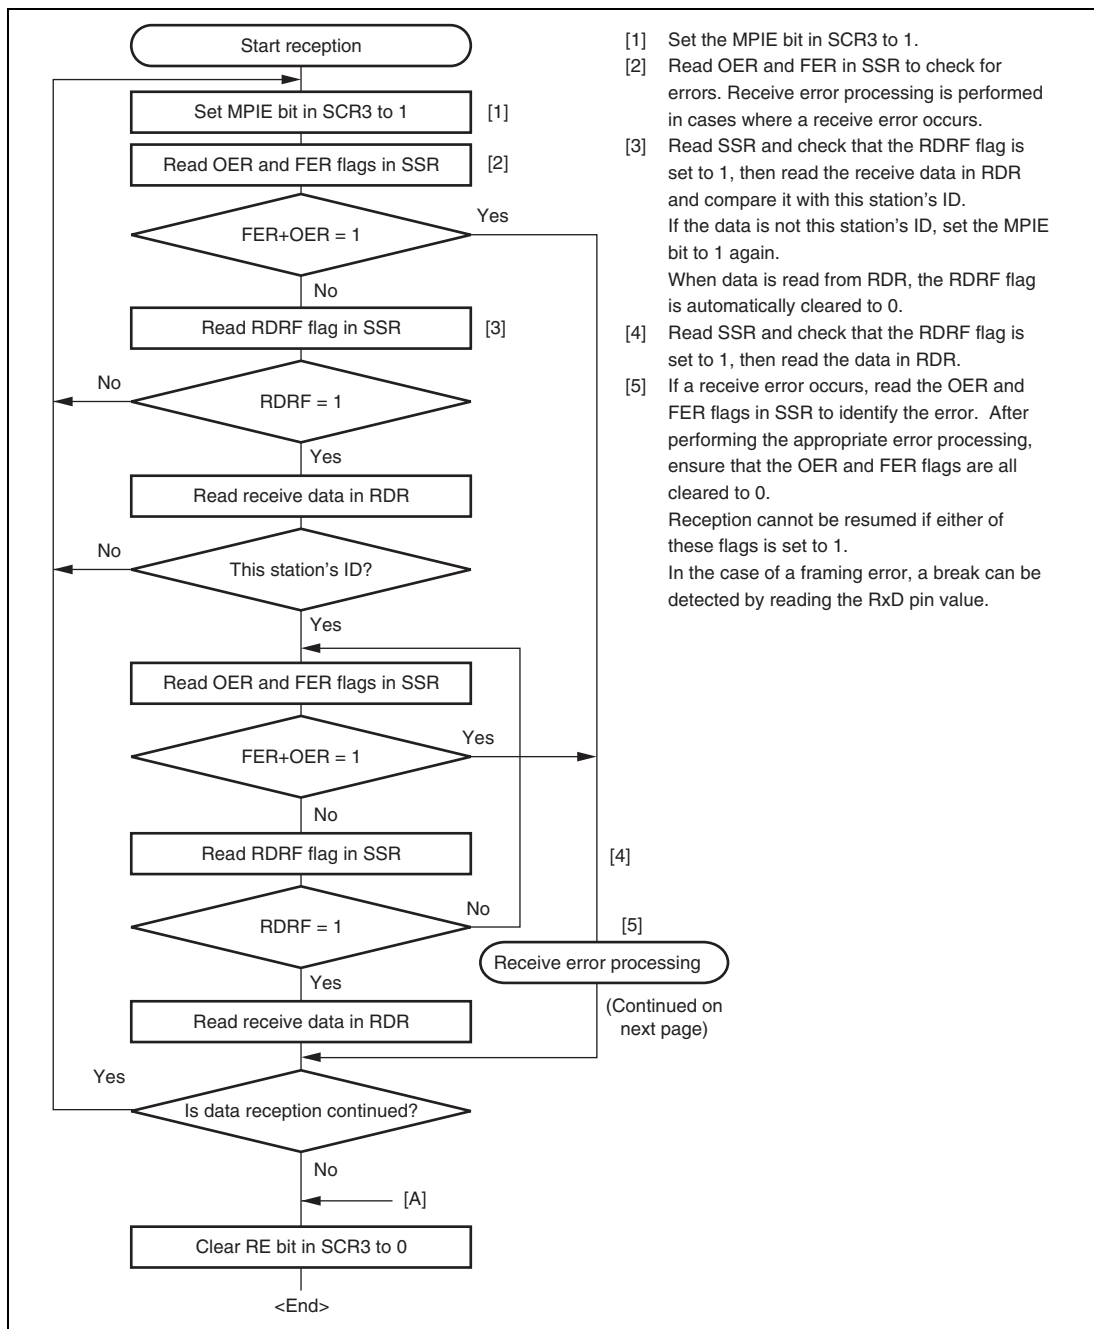 Start reception
Set MPIE bit in SCR3 to 1
[1]
Read OER and FER flags in SSR
[2]
Yes
FER+OER = 1
No
Read RDRF flag in SSR
[3]
No
RDRF = 1
Yes
Read receive data in RDR
No
This station's ID?
Yes
Read OER and FER flags in SSR
Yes
FER+OER = 1
No
Read RDRF flag in SSR
[4]
No
RDRF = 1
[5]
Receive error processing
Yes
(Continued on
next page)
Read receive data in RDR
Yes
Is data reception continued?
No
[A]
Clear RE bit in SCR3 to 0
<End>
[1] Set the MPIE bit in SCR3 to 1.
[2] Read OER and FER in SSR to check for
errors. Receive error processing is performed
in cases where a receive error occurs.
[3] Read SSR and check that the RDRF flag is
set to 1, then read the receive data in RDR
and compare it with this station's ID.
If the data is not this station's ID, set the MPIE
bit to 1 again.
When data is read from RDR, the RDRF flag
is automatically cleared to 0.
[4] Read SSR and check that the RDRF flag is
set to 1, then read the data in RDR.
[5] If a receive error occurs, read the OER and
FER flags in SSR to identify the error. After
performing the appropriate error processing,
ensure that the OER and FER flags are all
cleared to 0.
Reception cannot be resumed if either of
these flags is set to 1.
In the case of a framing error, a break can be
detected by reading the RxD pin value.